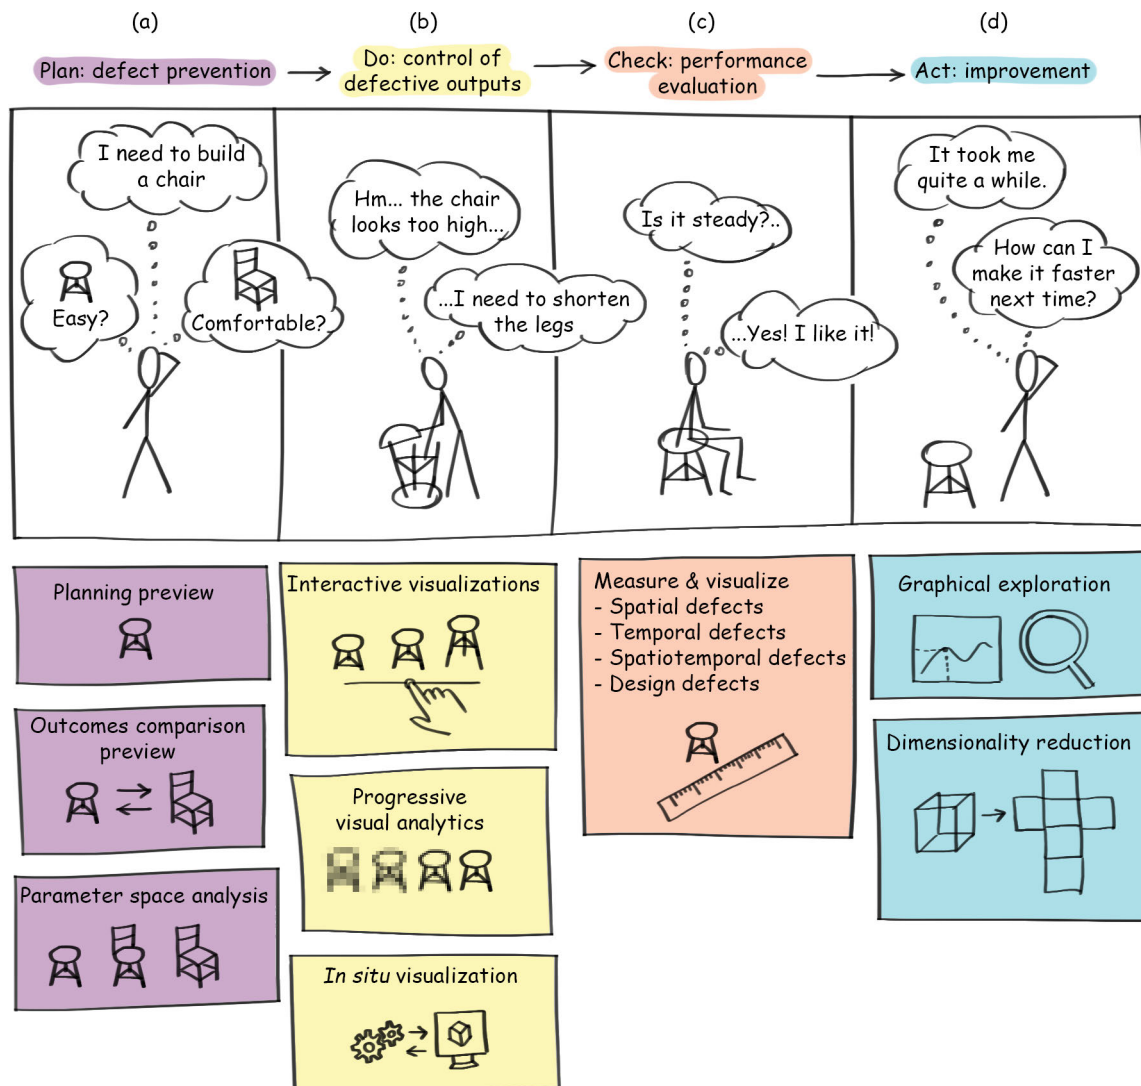 (a)
(b)
(c)
(d)
Plan: defect prevention
Do: control of
defective outputs
Check: performance
evaluation
Act: improvement
I need to build
a chair
Easy?
Comfortable?
Hm... the chair
looks too high...
...I need to shorten
the legs
Is it steady?..
...Yes! I like it!
It took me
quite a while.
How can I
make it faster
next time?
Planning preview
Outcomes comparison
preview
Parameter space analysis
Interactive visualizations
Progressive
visual analytics
In situ visualization
Measure & visualize
- Spatial defects
- Temporal defects
- Spatiotemporal defects
- Design defects
Graphical exploration
Dimensionality reduction